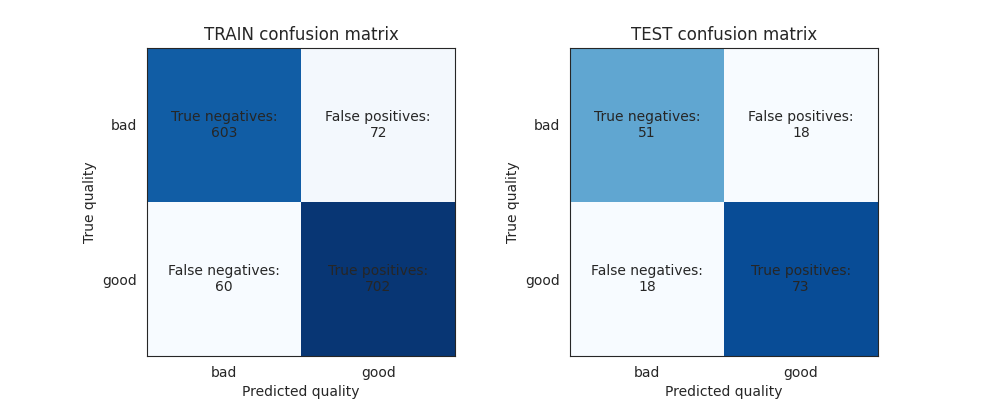 TRAIN confusion matrix
True quality
bad
good
True negatives:
603
False positives:
72
False negatives:
60
True positives:
702
bad
good
Predicted quality
TEST confusion matrix
True quality
bad
good
True negatives:
51
False positives:
18
False negatives:
18
True positives:
73
bad
good
Predicted quality